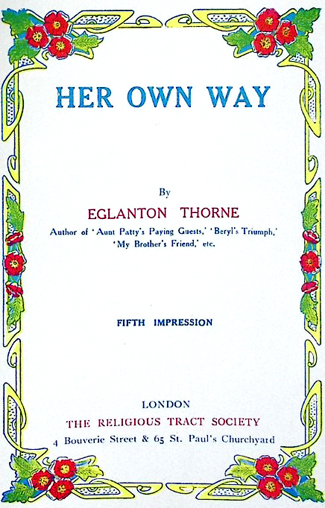 HER OWN WAY
By
EGLANTON THORNE
Author of 'Aunt Patty's Paying Guests,' 'Beryl's Triumph,'
'My Brother's Friend,' etc.
FIFTH IMPRESSION
LONDON
THE RELIGIOUS TRACT SOCIETY
4 Bouverie Street & 65 St. Paul's Churchyard